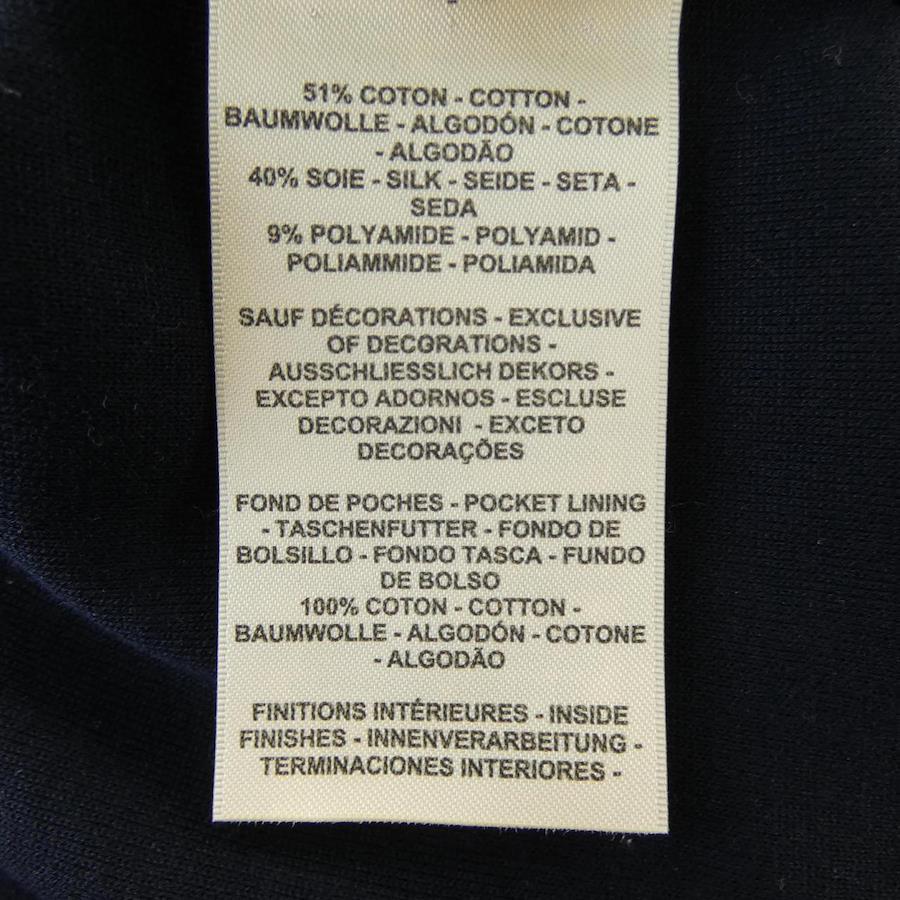 51% COTON - COTTON -
BAUMWOLLE - ALGODÓN - COTONE
- ALGODÃO
40% SOIE - SILK - SEIDE - SETA -
SEDA
9% POLYAMIDE - POLYAMID -
POLIAMMIDE - POLIAMIDA
SAUF DÉCORATIONS - EXCLUSIVE
OF DECORATIONS -
AUSSCHLIESSLICH DEKORS -
EXCEPTO ADORNOS - ESCLUSE
DECORAZIONI - EXCETO
DECORAÇÕES
FOND DE POCHES - POCKET LINING
- TASCHENFUTTER - FONDO DE
BOLSILLO - FONDO TASCA - FUNDO
DE BOLSO
100% COTON - COTTON -
BAUMWOLLE - ALGODÓN - COTONE
- ALGODÃO
FINITIONS INTÉRIEURES - INSIDE
FINISHES - INNENVERARBEITUNG -
TERMINACIONES INTERIORES -